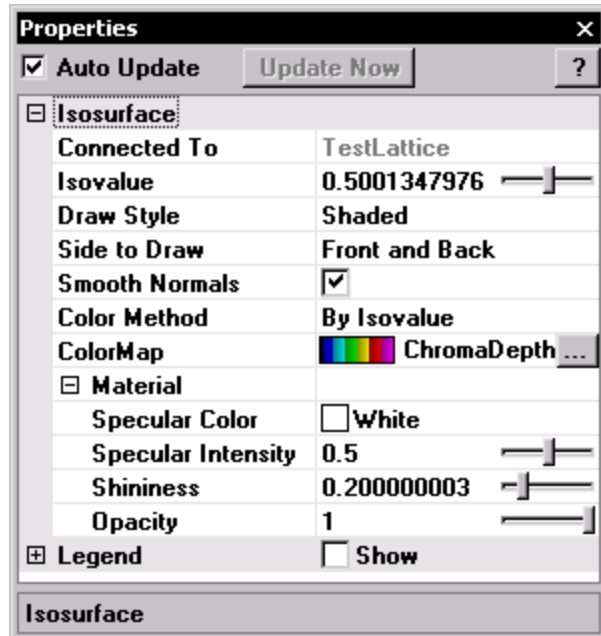 Properties
Auto Update Update Now ?
Isosurface
Connected To TestLattice
Isovalue 0.5001347976
Draw Style Shaded
Side to Draw Front and Back
Smooth Normals
Color Method By Isovalue
ColorMap ChromaDepth ...
Material
Specular Color White
Specular Intensity 0.5
Shininess 0.200000003
Opacity 1
Legend Show
Isosurface